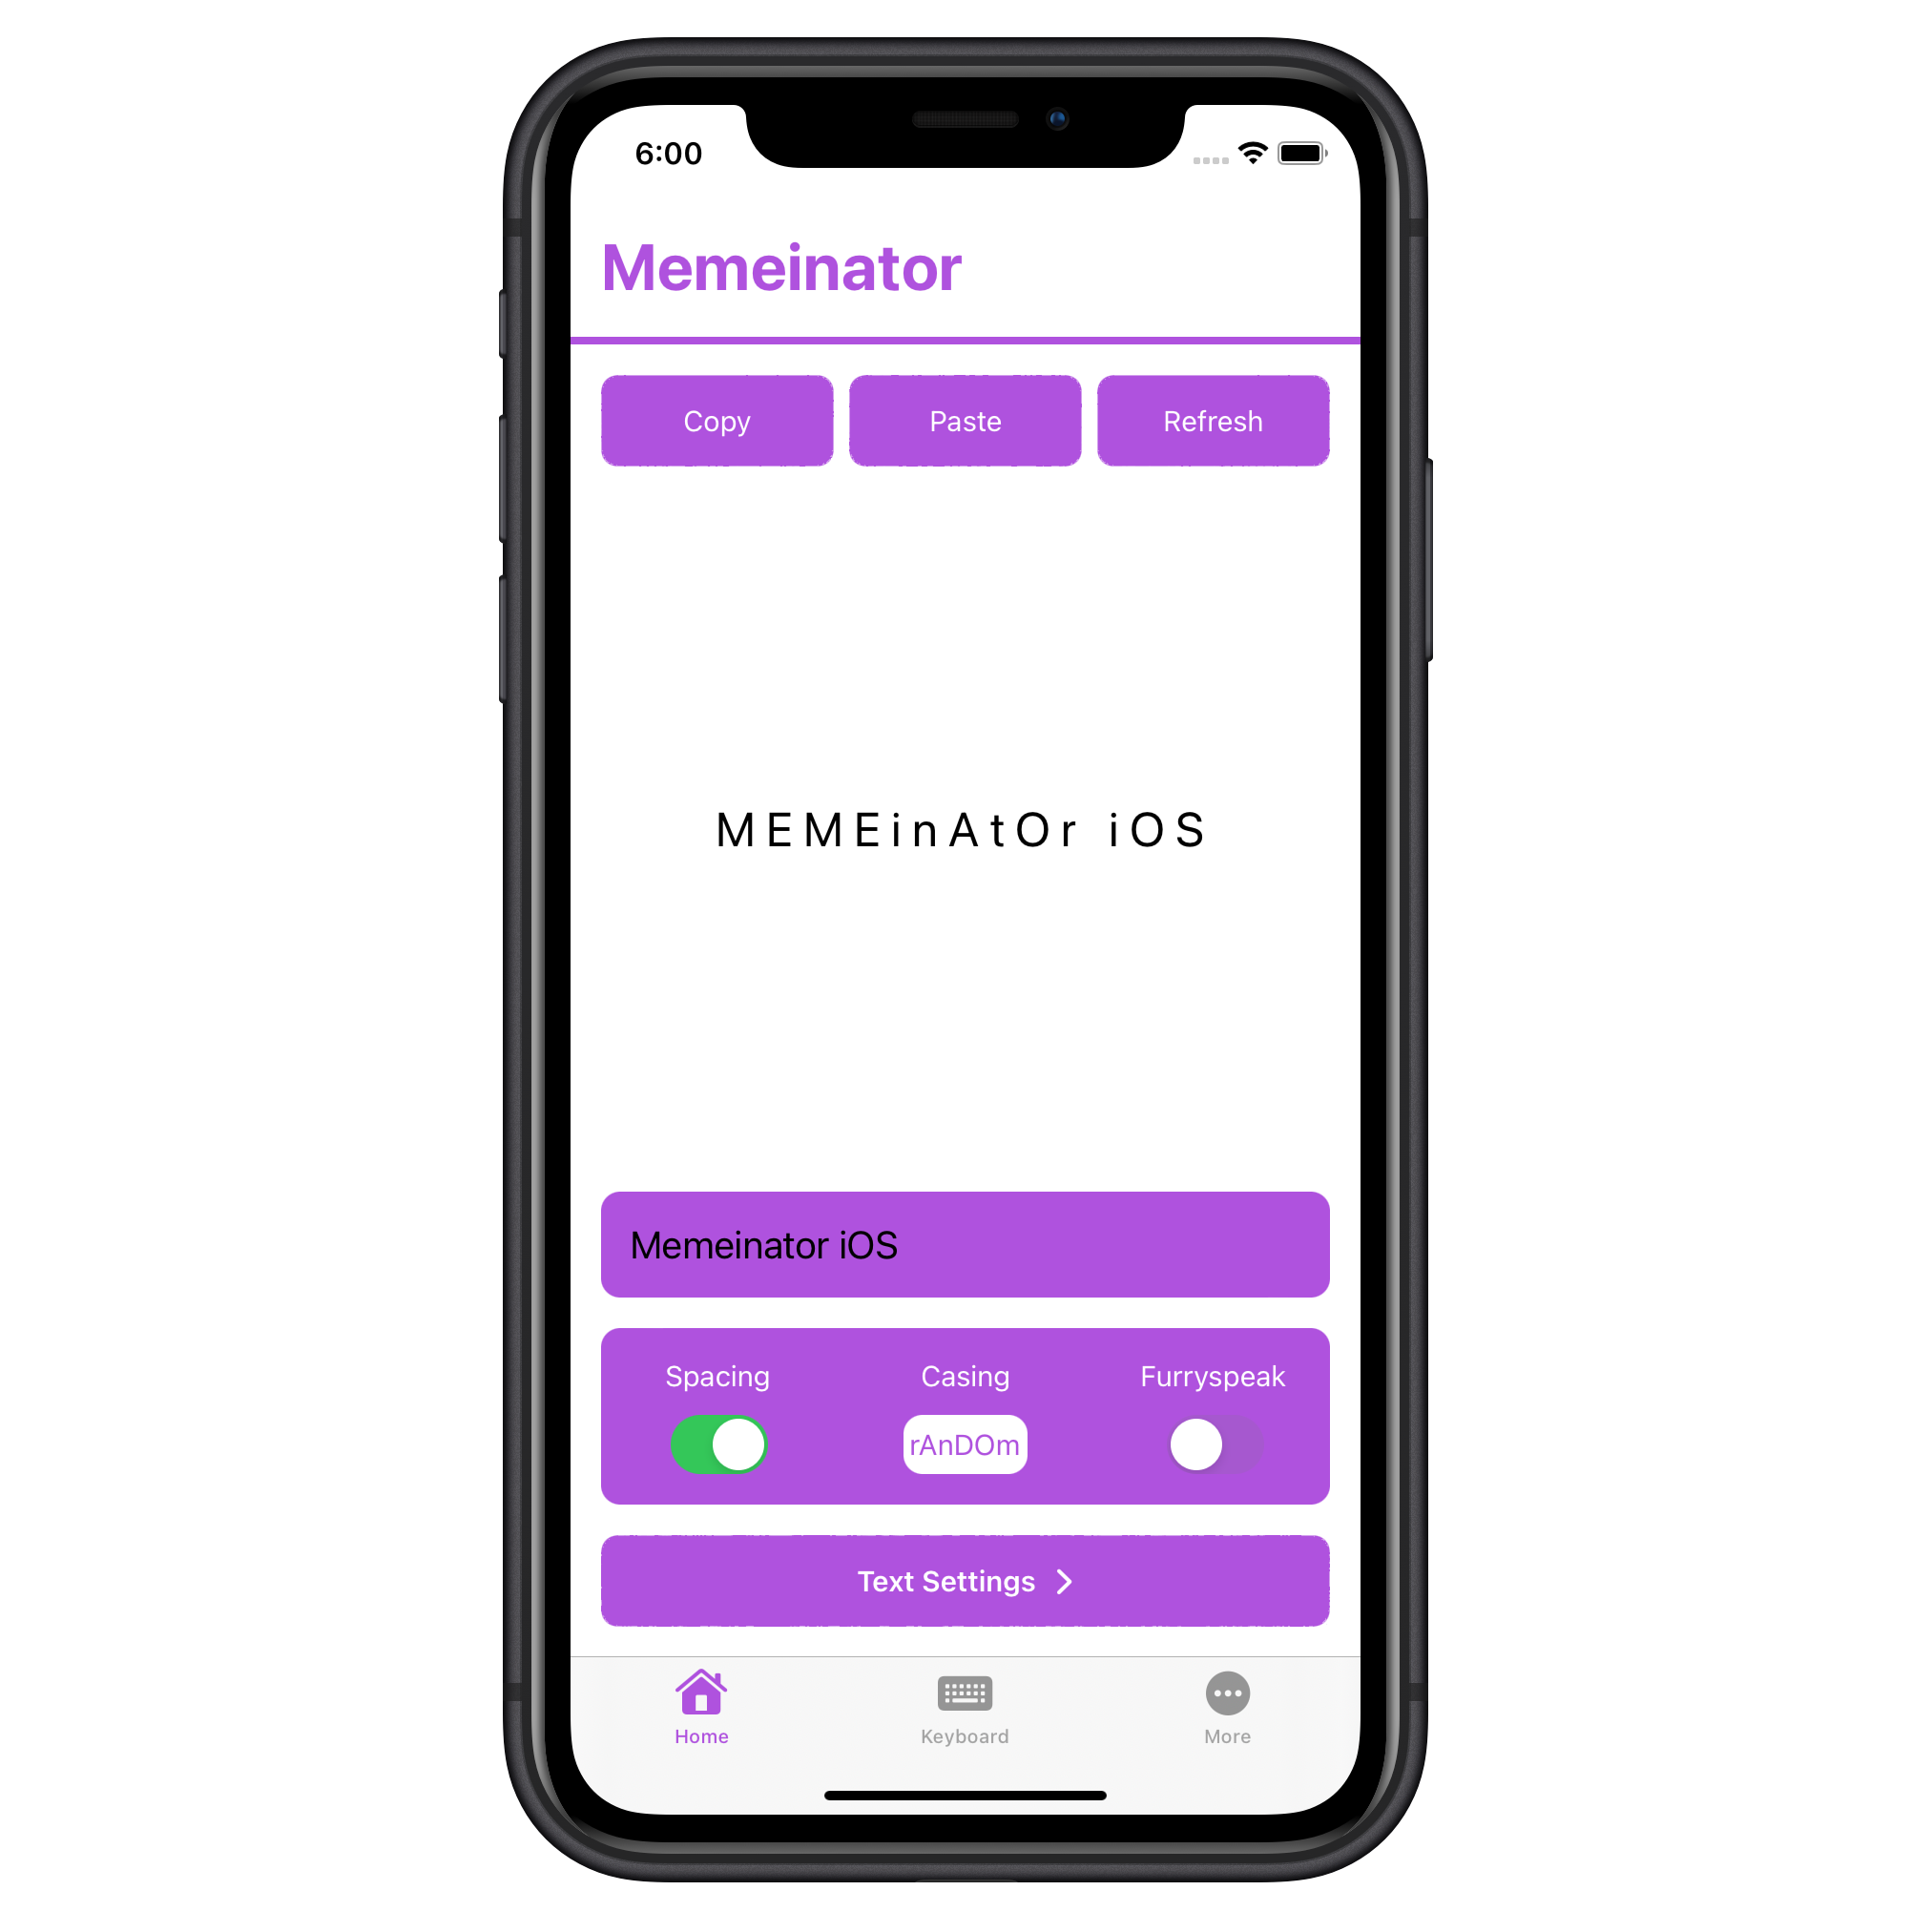 6:00
Memeinator
Copy Paste Refresh
M E M E i n A t O r i O S
Memeinator iOS
Spacing Casing Furryspeak
rAnDOm
Text Settings
Home Keyboard More